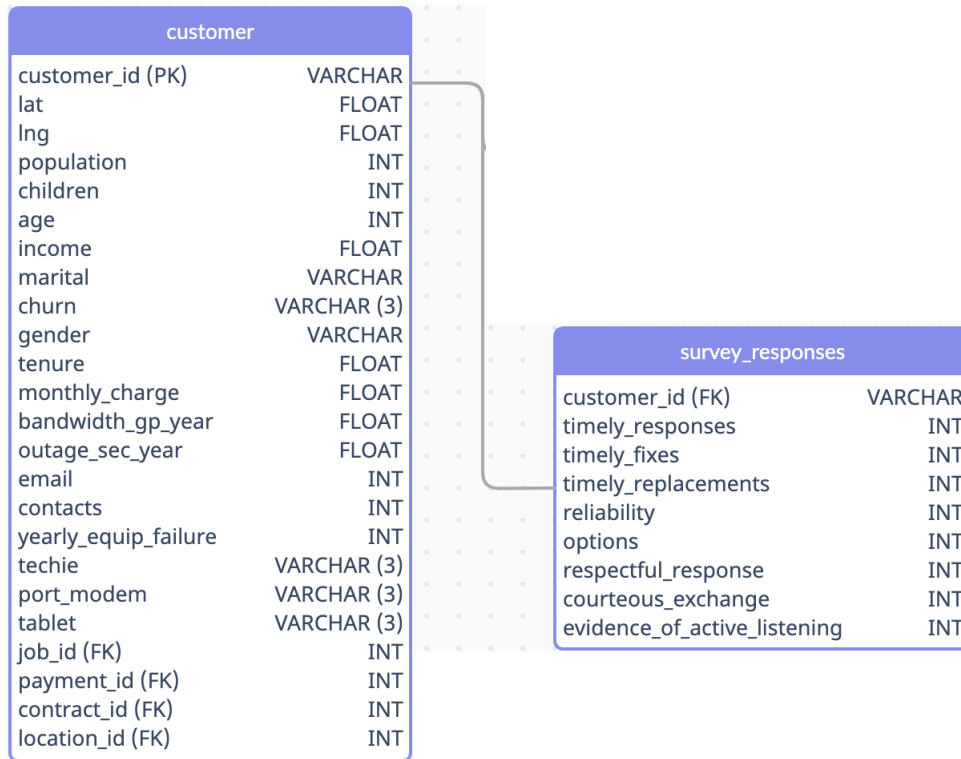 customer
customer_id (PK) VARCHAR
lat FLOAT
lng FLOAT
population INT
children INT
age INT
income FLOAT
marital VARCHAR
churn VARCHAR (3)
gender VARCHAR
tenure FLOAT
monthly_charge FLOAT
bandwidth_gp_year FLOAT
outage_sec_year FLOAT
email INT
contacts INT
yearly_equip_failure INT
techie VARCHAR (3)
port_modem VARCHAR (3)
tablet VARCHAR (3)
job_id (FK) INT
payment_id (FK) INT
contract_id (FK) INT
location_id (FK) INT
survey_responses
customer_id (FK) VARCHAR
timely_responses INT
timely_fixes INT
timely_replacements INT
reliability INT
options INT
respectful_response INT
courteous_exchange INT
evidence_of_active_listening INT